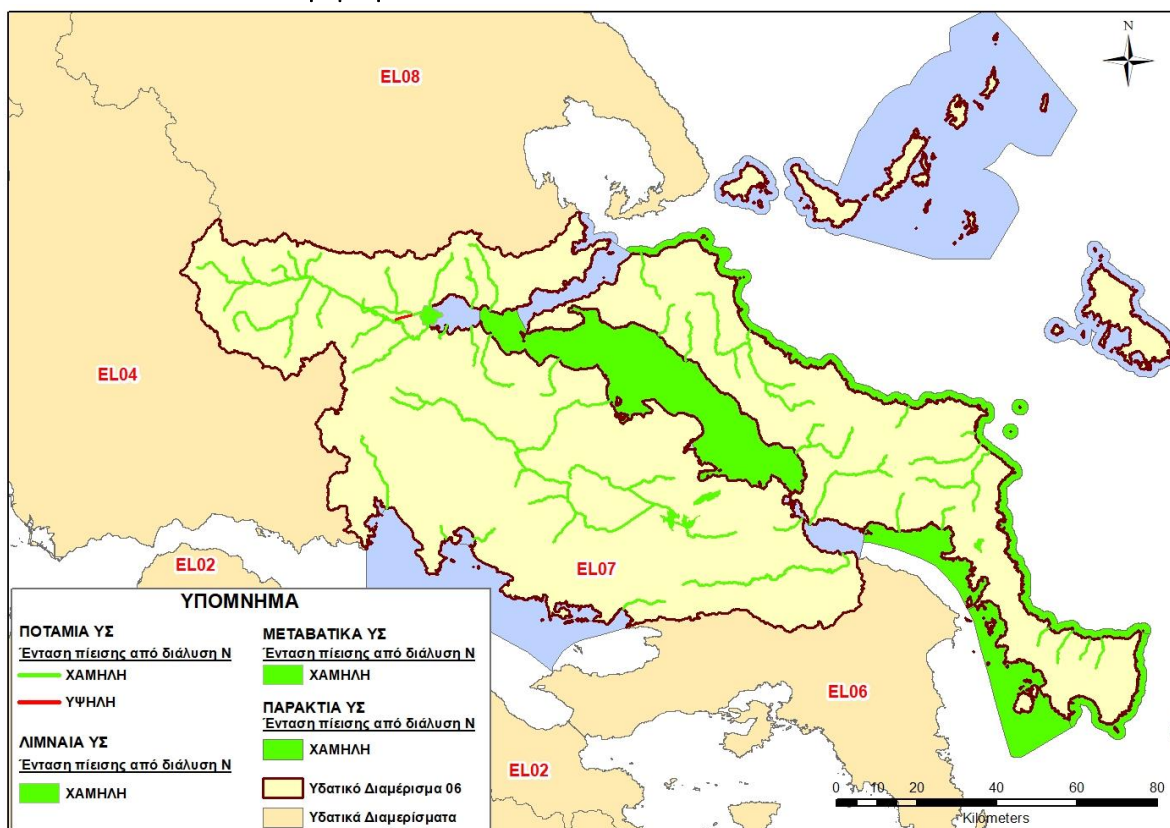 N
EL08
EL04
EL02
EL07
EL06
EL02
ΥΠΟΜΝΗΜΑ
ΠΟΤΑΜΙΑ ΥΣ
Ένταση πίεσης από διάλυση Ν
ΧΑΜΗΛΗ
ΥΨΗΛΗ
ΛΙΜΝΑΙΑ ΥΣ
Ένταση πίεσης από διάλυση Ν
ΧΑΜΗΛΗ
ΜΕΤΑΒΑΤΙΚΑ ΥΣ
Ένταση πίεσης από διάλυση Ν
ΧΑΜΗΛΗ
ΠΑΡΑΚΤΙΑ ΥΣ
Ένταση πίεσης από διάλυση Ν
ΧΑΜΗΛΗ
Υδατικό Διαμέρισμα 06
Υδατικά Διαμερίσματα
0 5 10 20 30 40 60 80
Kilometers